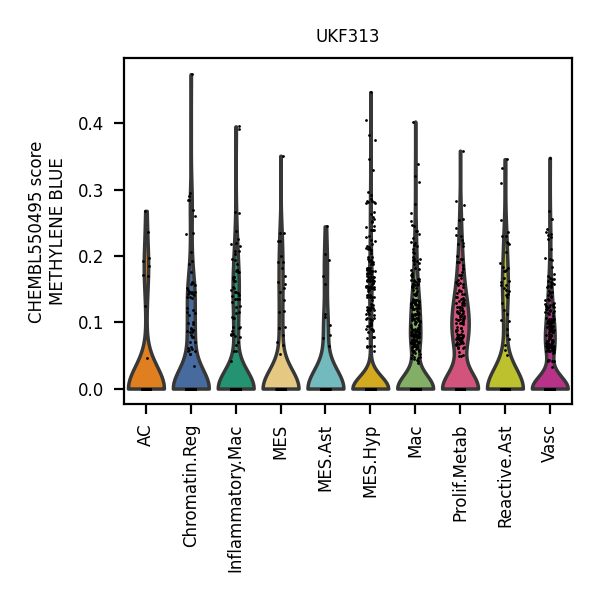 UKF313
CHEMBL550495 score
METHYLENE BLUE
0.4
0.3
0.2
0.1
0.0
AC
Chromatin.Reg
Inflammatory.Mac
MES
MES.Ast
MES.Hyp
Mac
Prolif.Metab
Reactive.Ast
Vasc